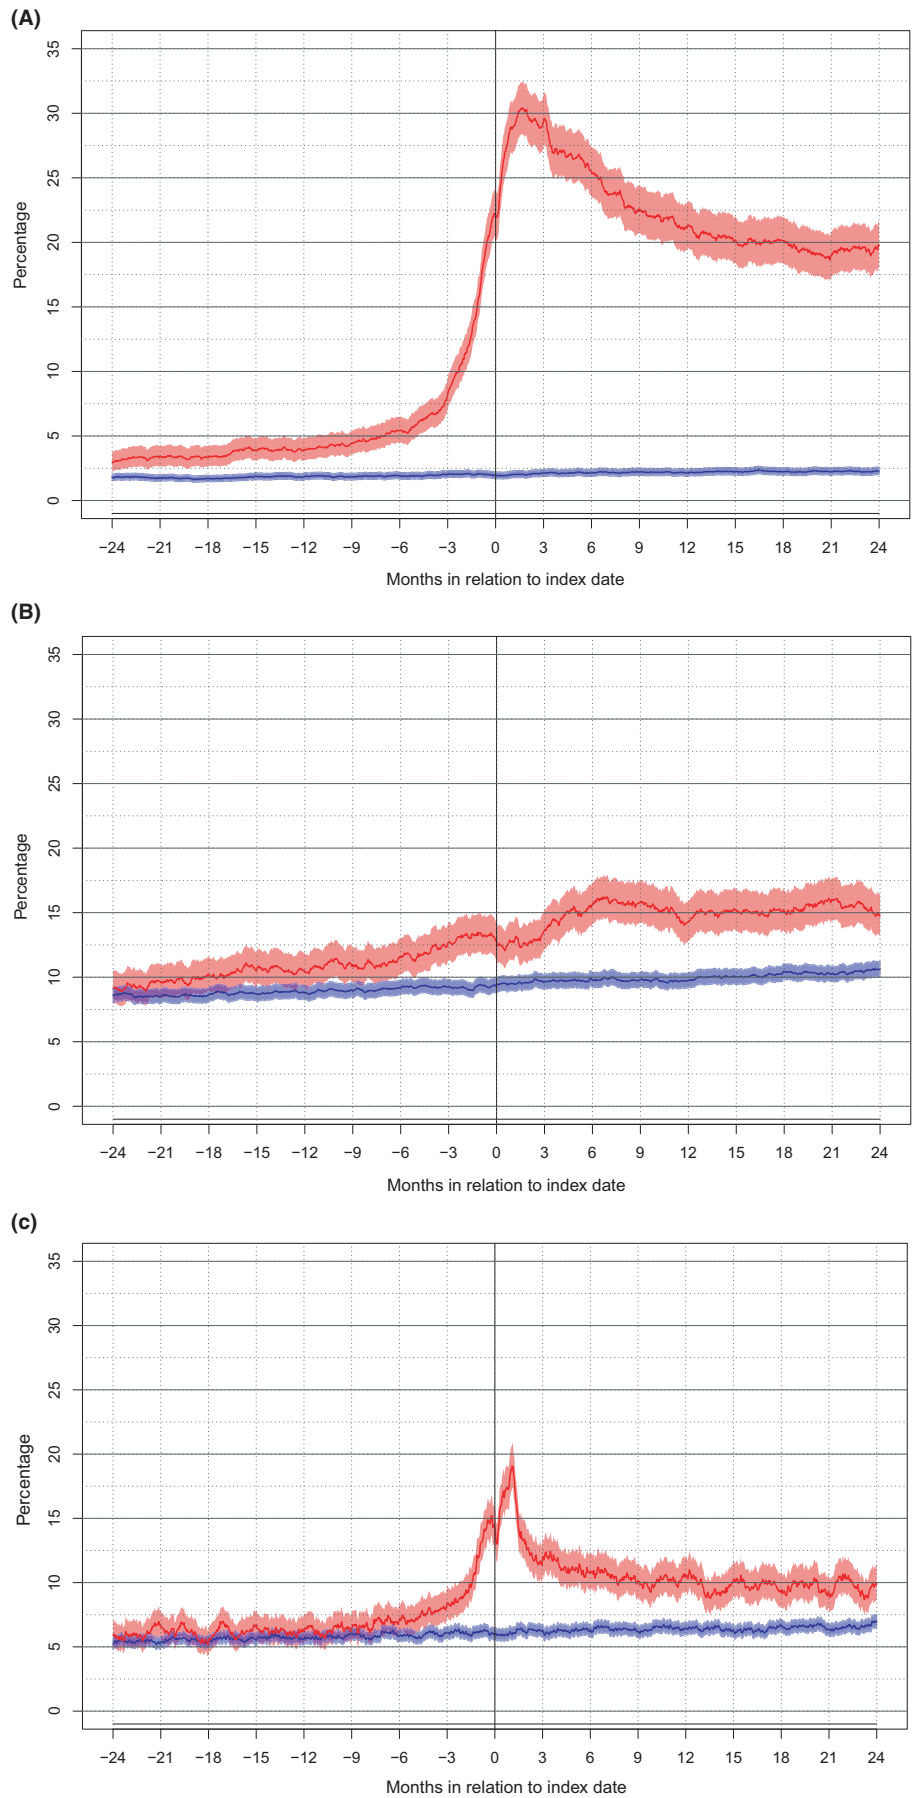 (A)
35
30
25
20
15
10
5
0
Percentage
−24 −21 −18 −15 −12 −9 −6 −3 0 3 6 9 12 15 18 21 24
Months in relation to index date
(B)
35
30
25
20
15
10
5
0
Percentage
−24 −21 −18 −15 −12 −9 −6 −3 0 3 6 9 12 15 18 21 24
Months in relation to index date
(c)
35
30
25
20
15
10
5
0
Percentage
−24 −21 −18 −15 −12 −9 −6 −3 0 3 6 9 12 15 18 21 24
Months in relation to index date